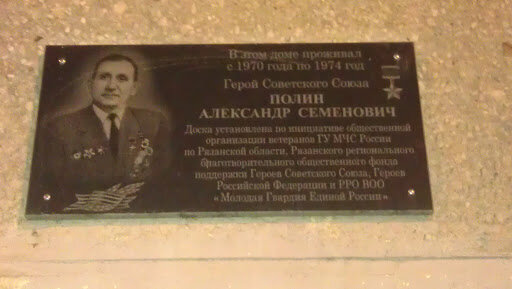 В этом доме проживал
с 1970 года по 1974 год
Герой Советского Союза
ПОЛИН
АЛЕКСАНДР СЕМЕНОВИЧ
Доска установлена по инициативе общественной
организации ветеранов ГУ МЧС России
по Рязанской области, Рязанского регионального
благотворительного общественного фонда
поддержки Героев Советского Союза, Героев
Российской Федерации и РРО ВОО
«Молодая Гвардия Единой России»